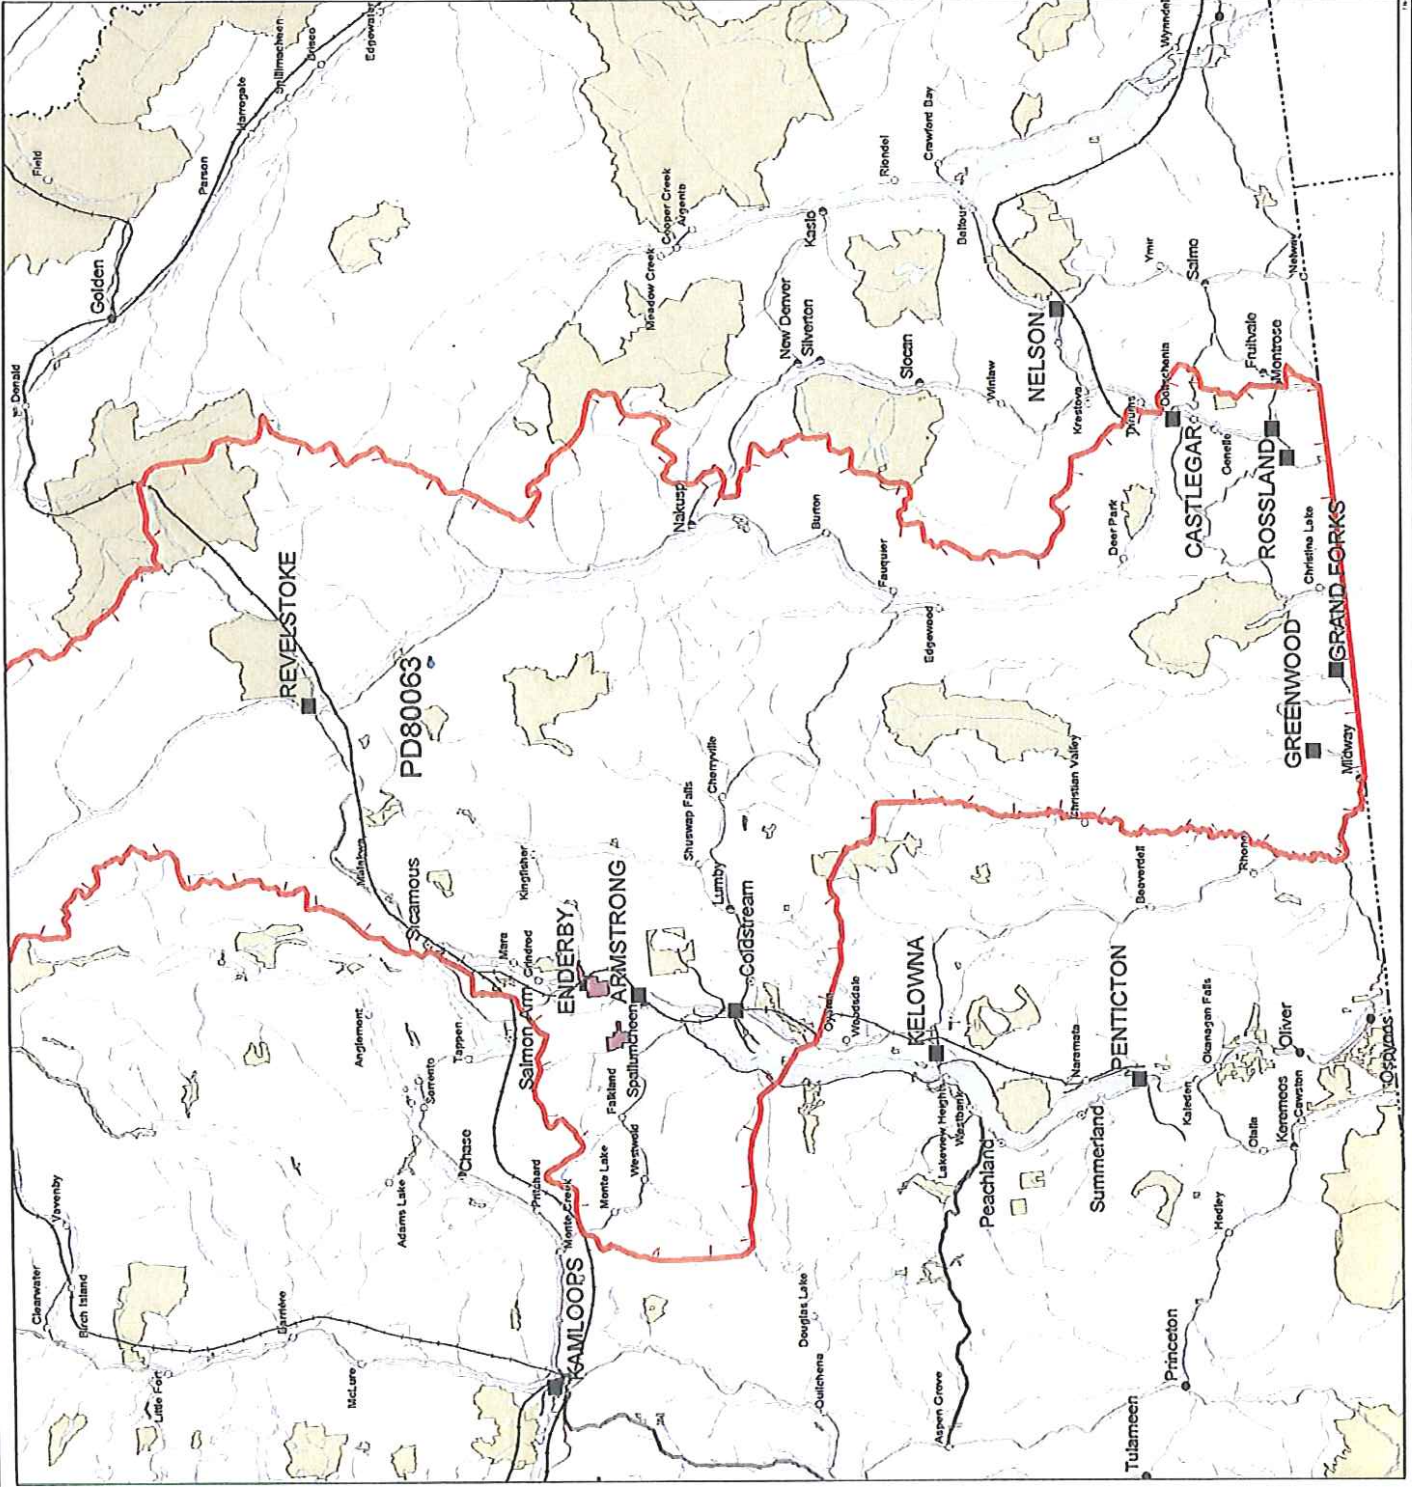 Field
Spillimacheen
Brisco
Edgewater
Harrogate
Parson
Golden
Donald
REVELSTOKE
PD80063
Malakwa
Sicamous
Mara
Grindrod
Kingfisher
ENDERBY
ARMSTRONG
Spallumcheen
Salmon Arm
Tappen
Anglemont
Sorrento
Chase
Adams Lake
Pritchard
Monte Creek
Monte Lake
Westwold
Falkland
KAMLOOPS
McLure
Barriere
Little Fort
Birch Island
Clearwater
Vavenby
Cooper Creek
Argenta
Meadow Creek
Kaslo
New Denver
Silverton
Slocan
Winlaw
Nakusp
Burton
Fauquier
Edgewood
Shuswap Falls
Cherryville
Lumby
Coldstream
Oyama
Woodsdale
KELOWNA
Lakeview Heights
Westbank
Peachland
Summerland
Naramata
PENTICTON
Kaleden
Okanagan Falls
Oliver
Osoyoos
Olalla
Keremeos
Cawston
Hedley
Princeton
Tulameen
Aspen Grove
Quilchena
Douglas Lake
Riondel
Crawford Bay
Balfour
NELSON
Krestova
Thrums
Ootischenia
CASTLEGAR
Genelle
ROSSLAND
Fruitvale
Montrose
Salmo
Ymir
Nelway
Wynndel
Deer Park
Christina Lake
GRAND FORKS
GREENWOOD
Midway
Christian Valley
Beaverdell
Rhone